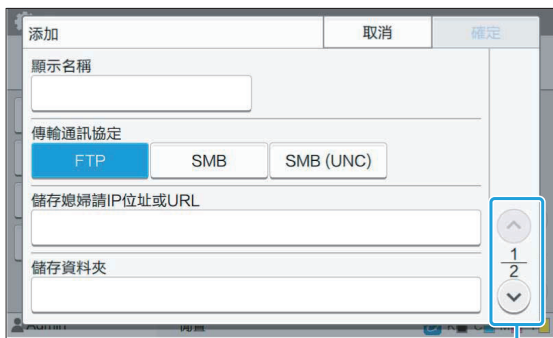 添加
取消
確定
顯示名稱
傳輸通訊協定
FTP
SMB
SMB (UNC)
儲存媳婦請IP位址或URL
1
2
儲存資料夾
Admin